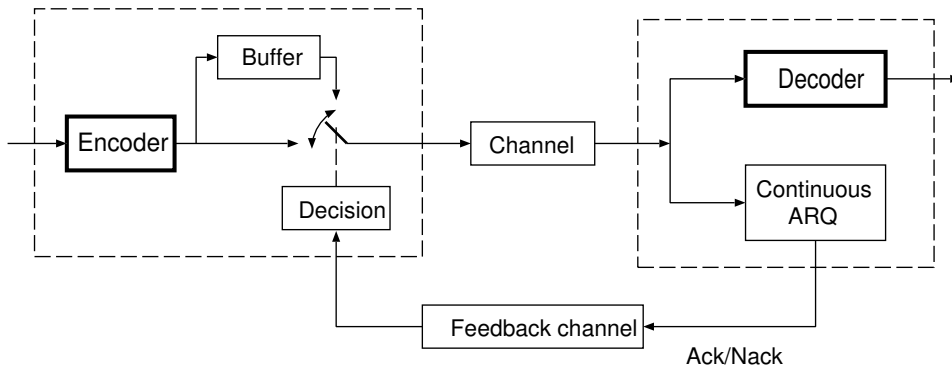 Buffer
Encoder
Decision
Channel
Decoder
Continuous
ARQ
Feedback channel
Ack/Nack